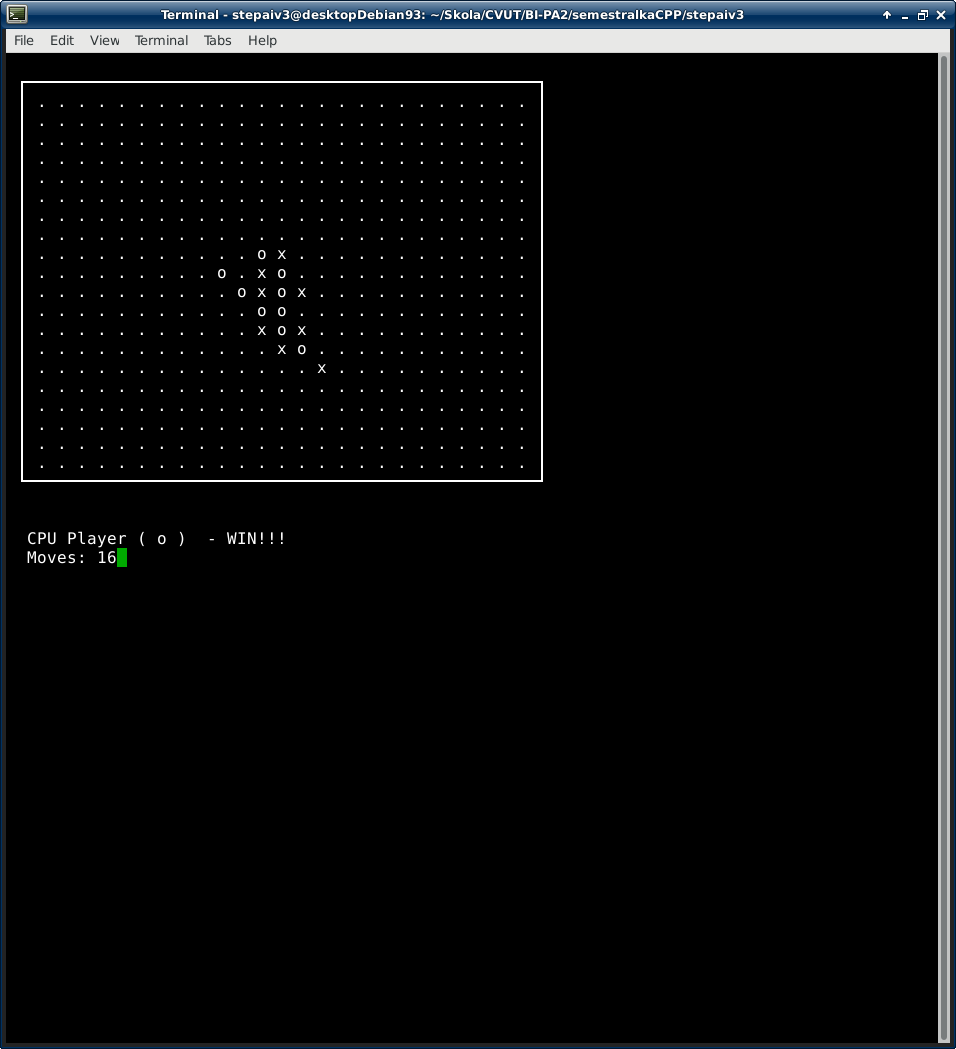 Terminal - stepaiv3@desktopDebian93: ~/Skola/CVUT/BI-PA2/semestralkaCPP/stepaiv3
File Edit View Terminal Tabs Help
. . . . . . . . . . . . . . . . . . . . . . . . .
. . . . . . . . . . . . . . . . . . . . . . . . .
. . . . . . . . . . . . . . . . . . . . . . . . .
. . . . . . . . . . . . . . . . . . . . . . . . .
. . . . . . . . . . . . . . . . . . . . . . . . .
. . . . . . . . . . . . . . . . . . . . . . . . .
. . . . . . . . . . . . . . . . . . . . . . . . .
. . . . . . . . . . . . . . . . . . . . . . . . .
. . . . . . . . . . . o x . . . . . . . . . . . .
. . . . . . . . . o . x o . . . . . . . . . . . .
. . . . . . . . . . o x o x . . . . . . . . . . .
. . . . . . . . . . . o o . . . . . . . . . . . .
. . . . . . . . . . . x o x . . . . . . . . . . .
. . . . . . . . . . . . x o . . . . . . . . . . .
. . . . . . . . . . . . . . x . . . . . . . . . .
. . . . . . . . . . . . . . . . . . . . . . . . .
. . . . . . . . . . . . . . . . . . . . . . . . .
. . . . . . . . . . . . . . . . . . . . . . . . .
. . . . . . . . . . . . . . . . . . . . . . . . .
. . . . . . . . . . . . . . . . . . . . . . . . .
CPU Player ( o )  - WIN!!!
Moves: 16